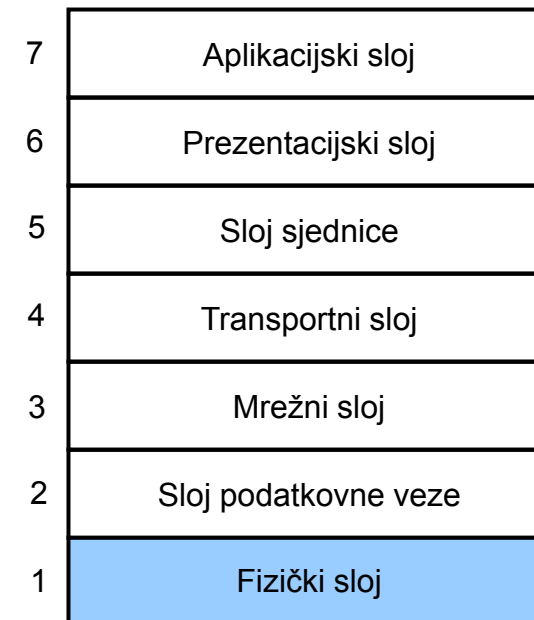 7 Aplikacijski sloj
6 Prezentacijski sloj
5 Sloj sjednice
4 Transportni sloj
3 Mrežni sloj
2 Sloj podatkovne veze
1 Fizički sloj